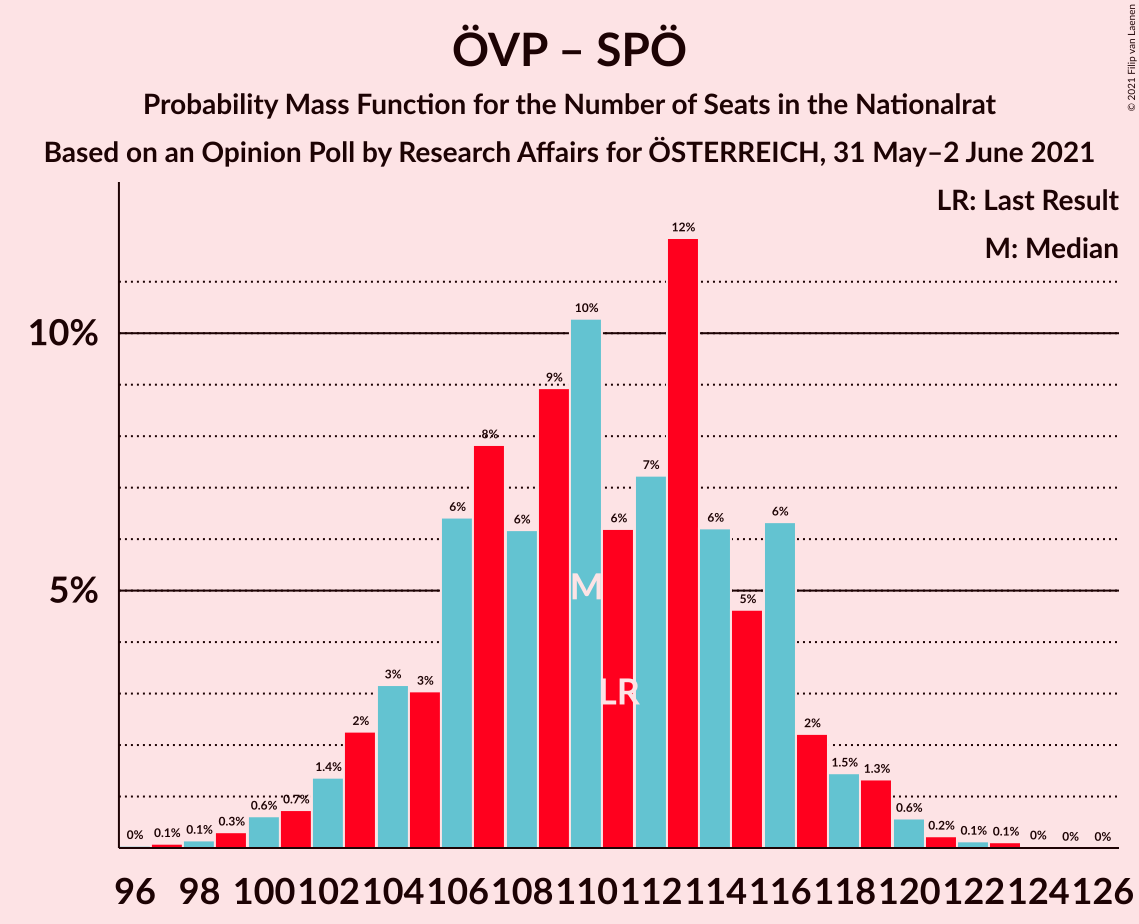 ÖVP – SPÖ
Probability Mass Function for the Number of Seats in the Nationalrat
Based on an Opinion Poll by Research Affairs for ÖSTERREICH, 31 May–2 June 2021
© 2021 Filip van Laenen
LR: Last Result
M: Median
10%
5%
0% 0.1% 0.1% 0.3% 0.6% 0.7% 1.4% 2% 3% 3% 6% 8% 6% 9% 10% 6% 7% 12% 6% 5% 6% 2% 1.5% 1.3% 0.6% 0.2% 0.1% 0.1% 0% 0% 0%
M
LR
96 98 100 102 104 106 108 110 112 114 116 118 120 122 124 126